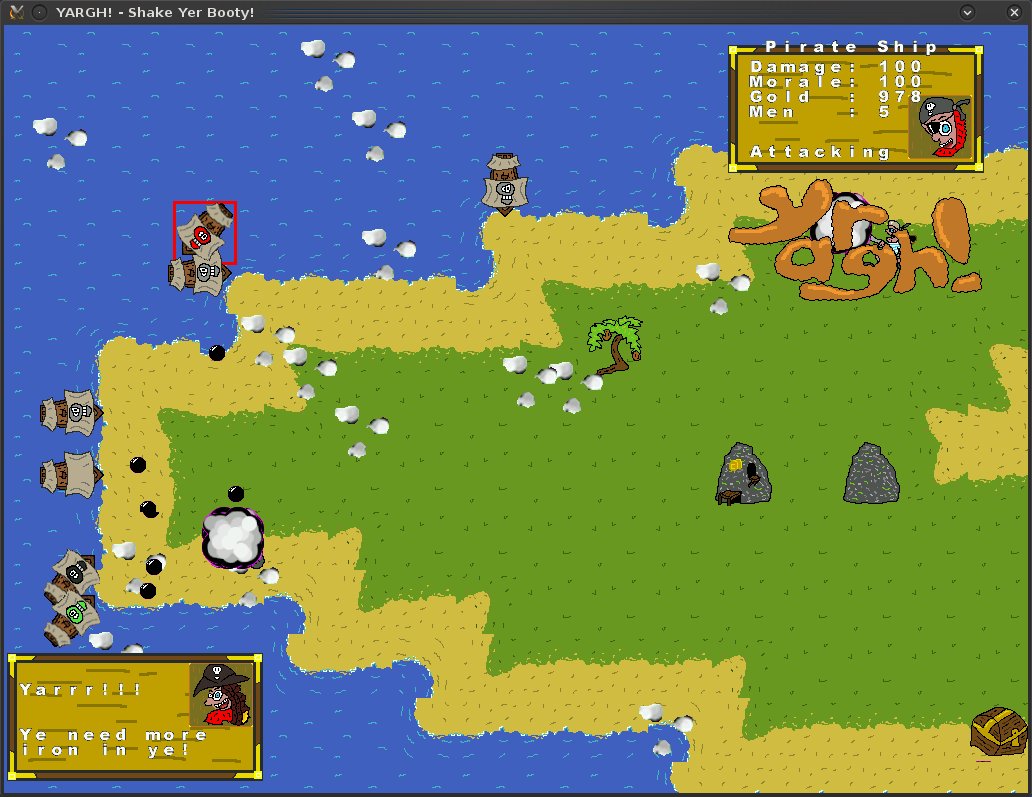 YARGH! - Shake Yer Booty!
Pirate Ship
Damage: 100
Morale: 100
Gold : 978
Men : 5
Attacking
Yargh!
Yarrr!!!
Ye need more
iron in ye!